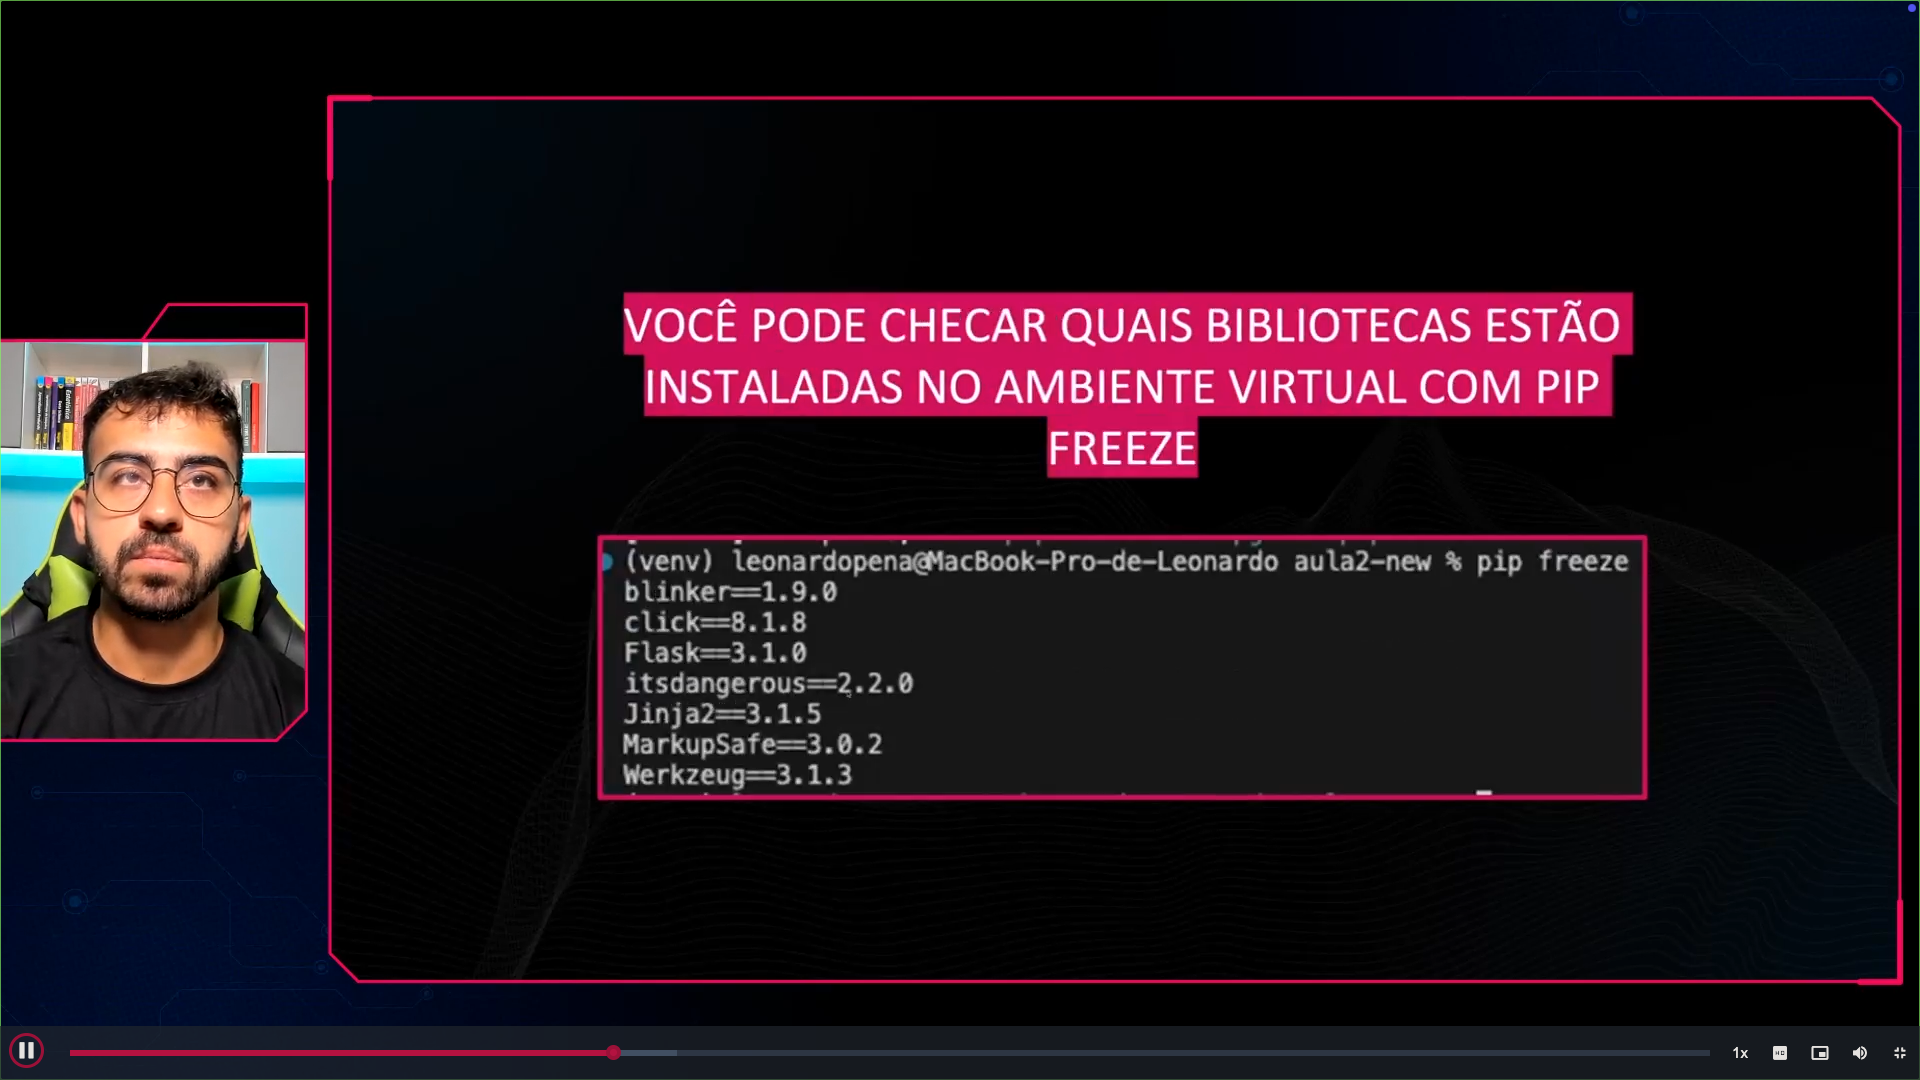 VOCÊ PODE CHECAR QUAIS BIBLIOTECAS ESTÃO
INSTALADAS NO AMBIENTE VIRTUAL COM PIP
FREEZE
(venv) leonardopena@MacBook-Pro-de-Leonardo aula2-new % pip freeze
blinker==1.9.0
click==8.1.8
Flask==3.1.0
itsdangerous==2.2.0
Jinja2==3.1.5
MarkupSafe==3.0.2
Werkzeug==3.1.3
1x